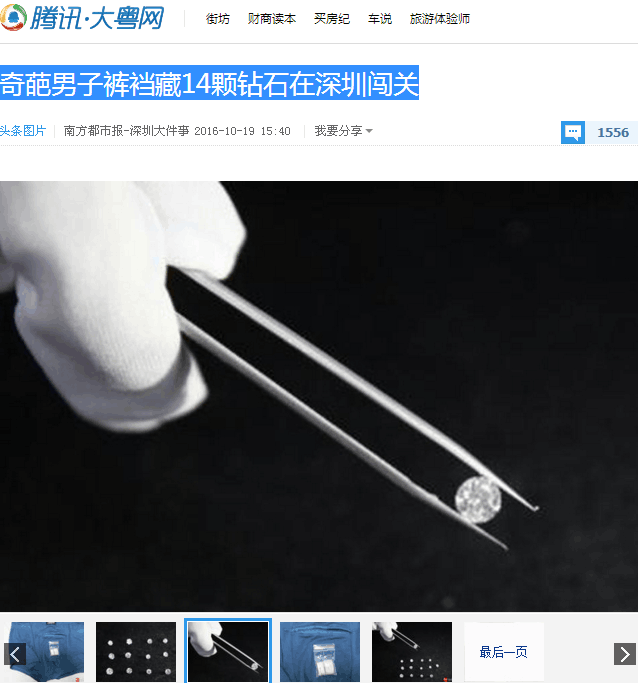 腾讯·大粤网
街坊 财商读本 买房纪 车说 旅游体验师
奇葩男子裤裆藏14颗钻石在深圳闯关
头条图片 南方都市报-深圳大件事 2016-10-19 15:40 我要分享
1556
最后一页